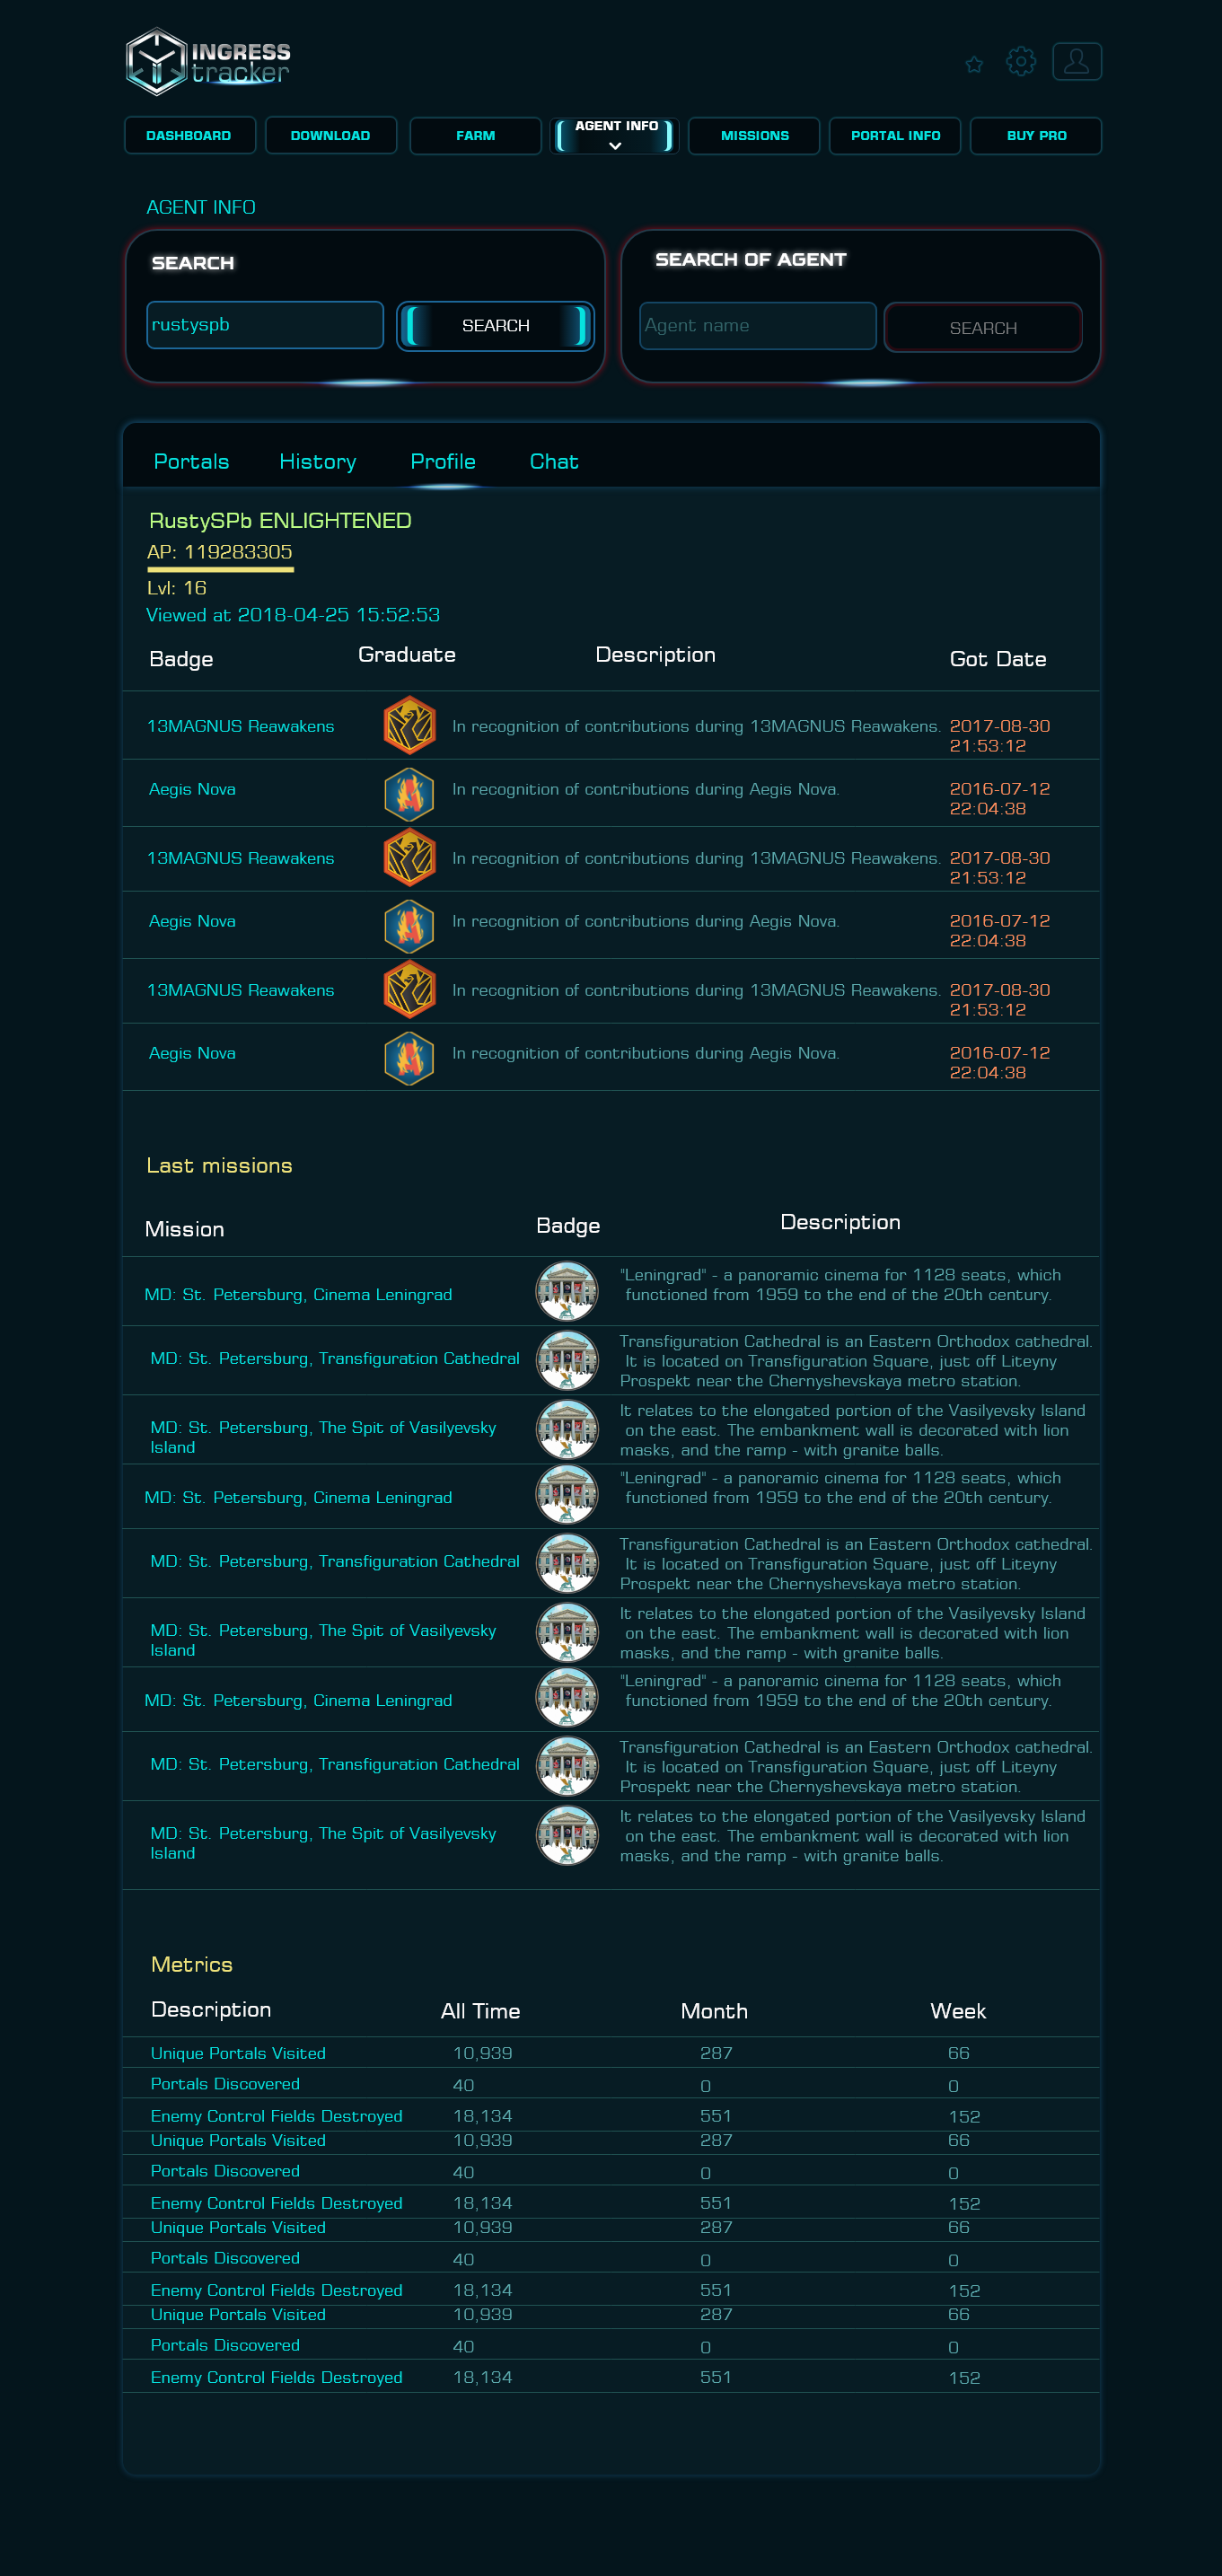 INGRESS
tracker
DASHBOARD DOWNLOAD FARM AGENT INFO MISSIONS PORTAL INFO BUY PRO
AGENT INFO
SEARCH
rustyspb SEARCH
SEARCH OF AGENT
Agent name SEARCH
Portals History Profile Chat
RustySPb ENLIGHTENED
AP: 119283305
Lvl: 16
Viewed at 2018-04-25 15:52:53
Badge Graduate Description Got Date
13MAGNUS Reawakens In recognition of contributions during 13MAGNUS Reawakens. 2017-08-30
21:53:12
Aegis Nova In recognition of contributions during Aegis Nova. 2016-07-12
22:04:38
13MAGNUS Reawakens In recognition of contributions during 13MAGNUS Reawakens. 2017-08-30
21:53:12
Aegis Nova In recognition of contributions during Aegis Nova. 2016-07-12
22:04:38
13MAGNUS Reawakens In recognition of contributions during 13MAGNUS Reawakens. 2017-08-30
21:53:12
Aegis Nova In recognition of contributions during Aegis Nova. 2016-07-12
22:04:38
Last missions
Mission Badge Description
MD: St. Petersburg, Cinema Leningrad
"Leningrad" - a panoramic cinema for 1128 seats, which
functioned from 1959 to the end of the 20th century.
MD: St. Petersburg, Transfiguration Cathedral
Transfiguration Cathedral is an Eastern Orthodox cathedral.
It is located on Transfiguration Square, just off Liteyny
Prospekt near the Chernyshevskaya metro station.
MD: St. Petersburg, The Spit of Vasilyevsky
Island
It relates to the elongated portion of the Vasilyevsky Island
on the east. The embankment wall is decorated with lion
masks, and the ramp - with granite balls.
MD: St. Petersburg, Cinema Leningrad
"Leningrad" - a panoramic cinema for 1128 seats, which
functioned from 1959 to the end of the 20th century.
MD: St. Petersburg, Transfiguration Cathedral
Transfiguration Cathedral is an Eastern Orthodox cathedral.
It is located on Transfiguration Square, just off Liteyny
Prospekt near the Chernyshevskaya metro station.
MD: St. Petersburg, The Spit of Vasilyevsky
Island
It relates to the elongated portion of the Vasilyevsky Island
on the east. The embankment wall is decorated with lion
masks, and the ramp - with granite balls.
MD: St. Petersburg, Cinema Leningrad
"Leningrad" - a panoramic cinema for 1128 seats, which
functioned from 1959 to the end of the 20th century.
MD: St. Petersburg, Transfiguration Cathedral
Transfiguration Cathedral is an Eastern Orthodox cathedral.
It is located on Transfiguration Square, just off Liteyny
Prospekt near the Chernyshevskaya metro station.
MD: St. Petersburg, The Spit of Vasilyevsky
Island
It relates to the elongated portion of the Vasilyevsky Island
on the east. The embankment wall is decorated with lion
masks, and the ramp - with granite balls.
Metrics
Description All Time Month Week
Unique Portals Visited 10,939 287 66
Portals Discovered 40 0 0
Enemy Control Fields Destroyed 18,134 551 152
Unique Portals Visited 10,939 287 66
Portals Discovered 40 0 0
Enemy Control Fields Destroyed 18,134 551 152
Unique Portals Visited 10,939 287 66
Portals Discovered 40 0 0
Enemy Control Fields Destroyed 18,134 551 152
Unique Portals Visited 10,939 287 66
Portals Discovered 40 0 0
Enemy Control Fields Destroyed 18,134 551 152